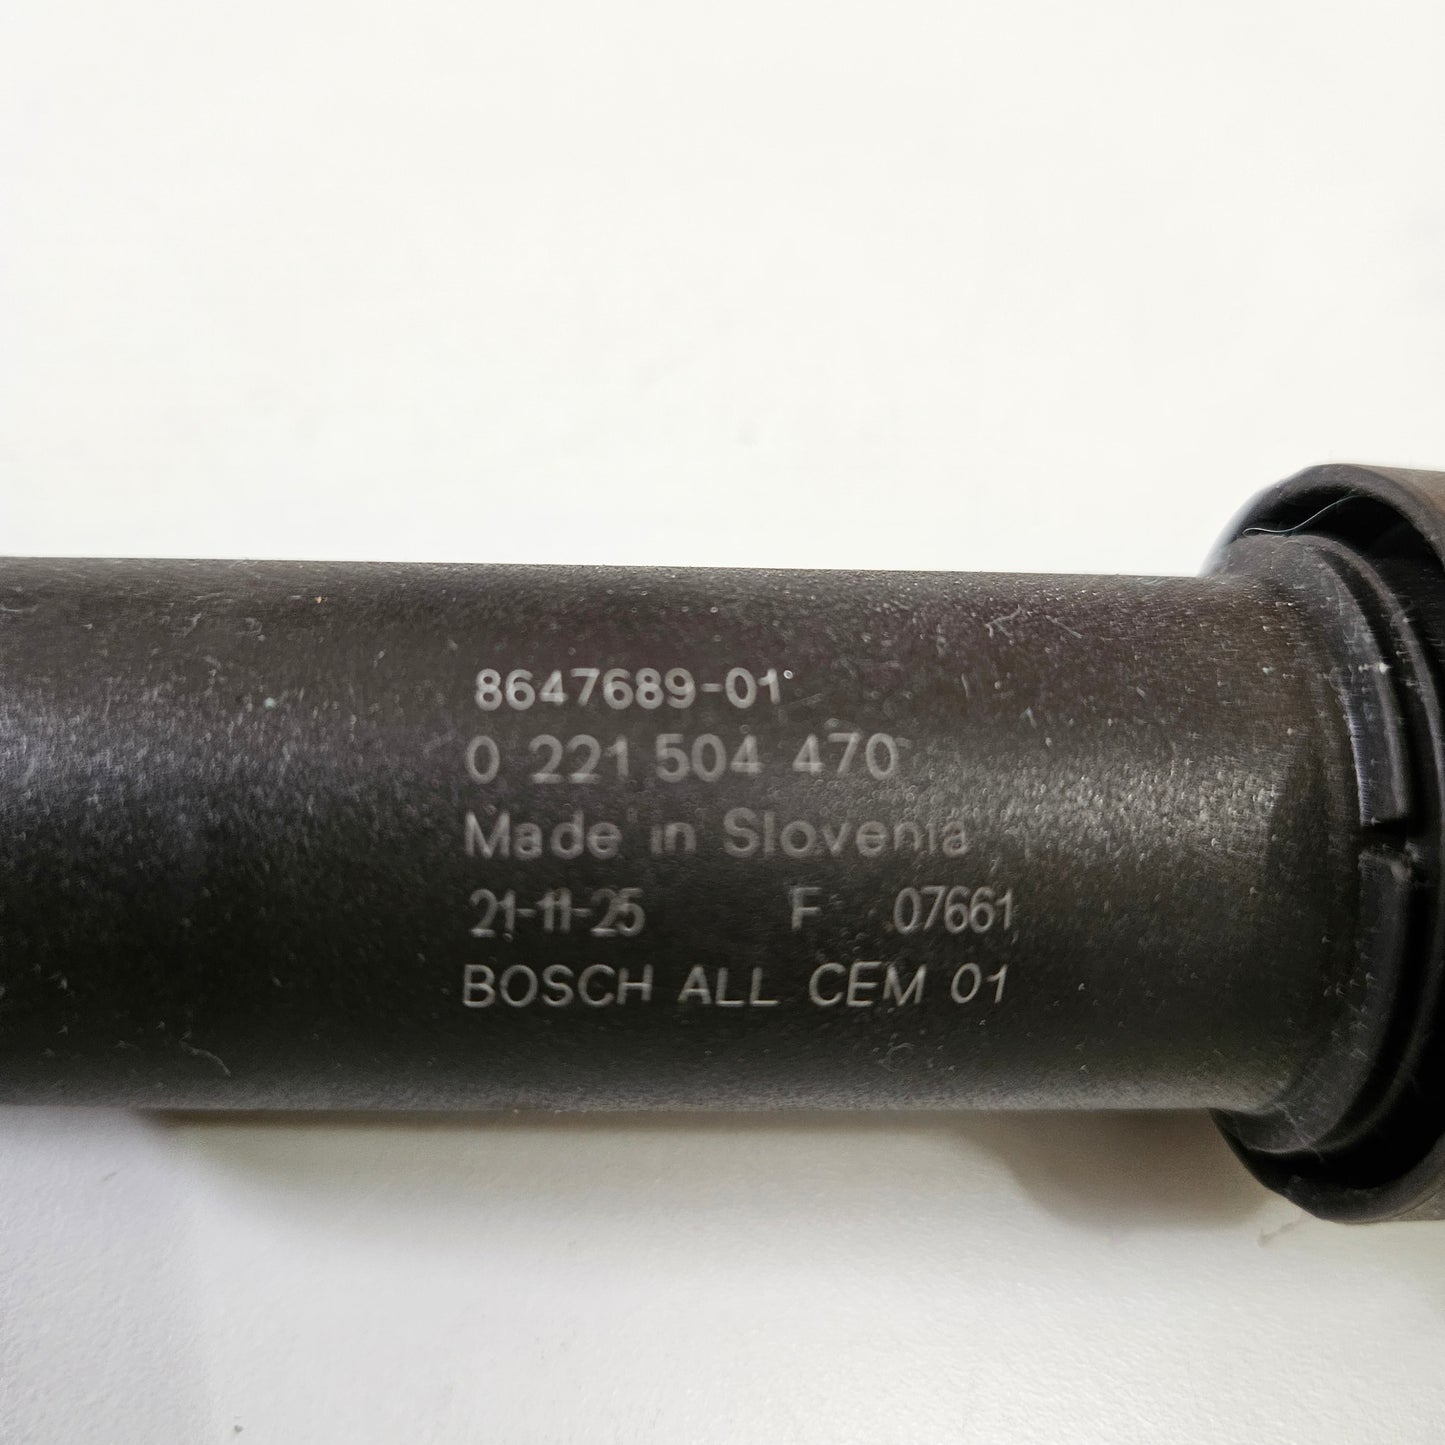 8647689-01
0 221 504 470
Made in Slovenia
21-11-25 F 07661
BOSCH ALL CEM 01